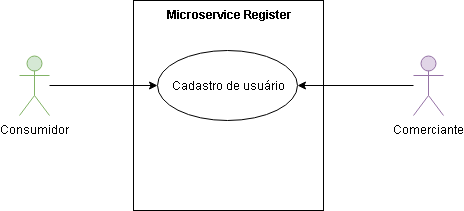 Microservice Register
Cadastro de usuário
Consumidor
Comerciante